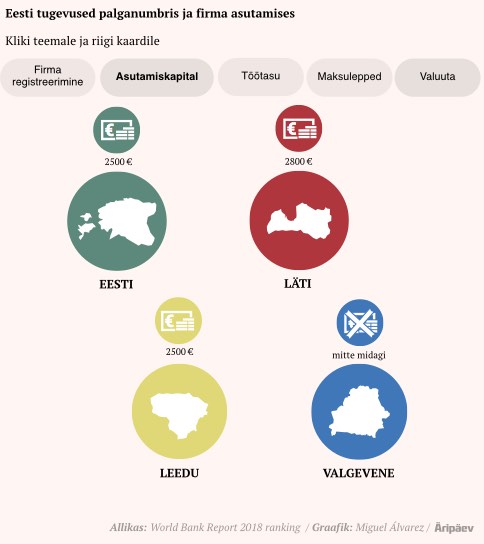 Eesti tugevused palganumbris ja firma asutamises
Kliki teemale ja riigi kaardile
Firma
registreerimine
Asutamiskapital
Töötasu
Maksulepped
Valuuta
2500 €
2800 €
EESTI
LÄTI
2500 €
mitte midagi
LEEDU
VALGEVENE
Allikas: World Bank Report 2018 ranking / Graafik: Miguel Álvarez / Äripäev